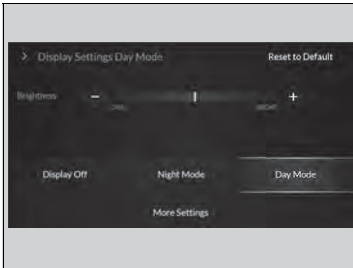 > Display Settings Day Mode Reset to Default
Brightness - +
Display Off Night Mode Day Mode
More Settings